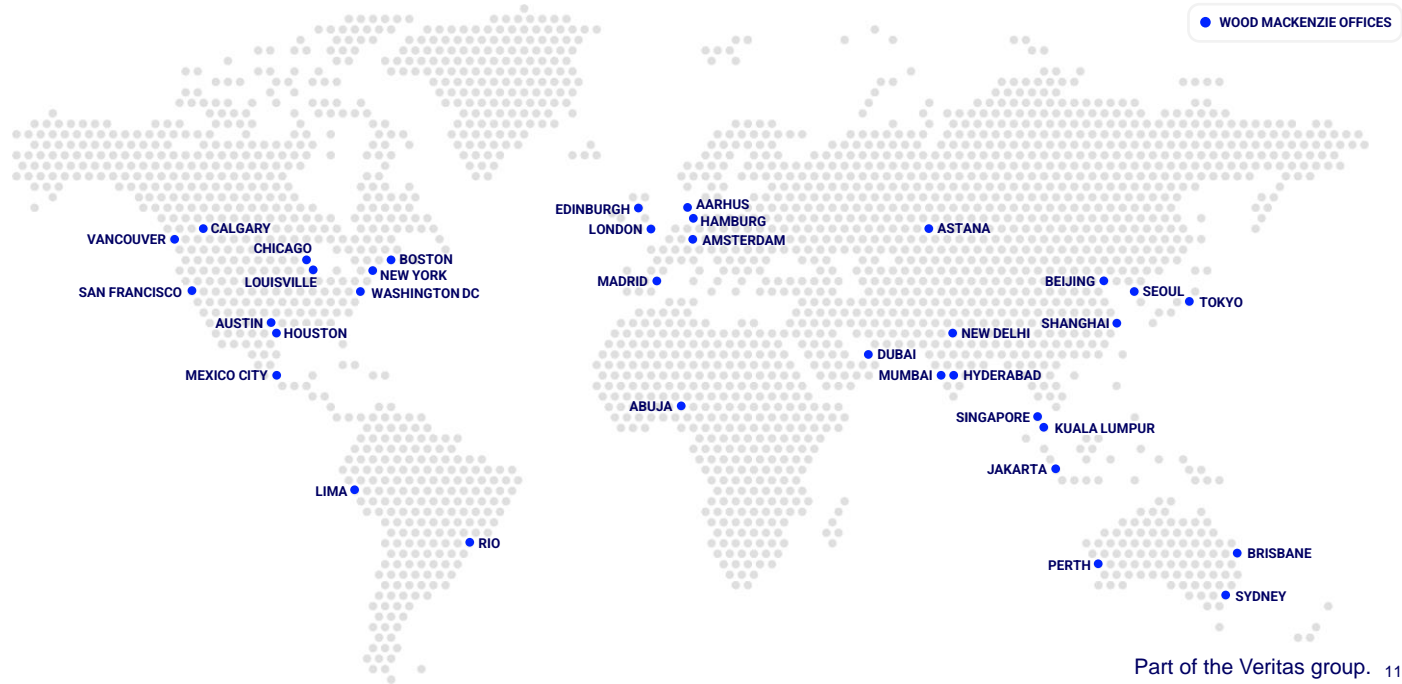 WOOD MACKENZIE OFFICES
EDINBURGH
AARHUS
HAMBURG
LONDON
AMSTERDAM
CALGARY
VANCOUVER
CHICAGO
BOSTON
NEW YORK
LOUISVILLE
WASHINGTON DC
SAN FRANCISCO
MADRID
ASTANA
BEIJING
SEOUL
TOKYO
AUSTIN
HOUSTON
SHANGHAI
NEW DELHI
DUBAI
MEXICO CITY
MUMBAI
HYDERABAD
ABUJA
SINGAPORE
KUALA LUMPUR
JAKARTA
LIMA
RIO
BRISBANE
PERTH
SYDNEY
Part of the Veritas group. 11